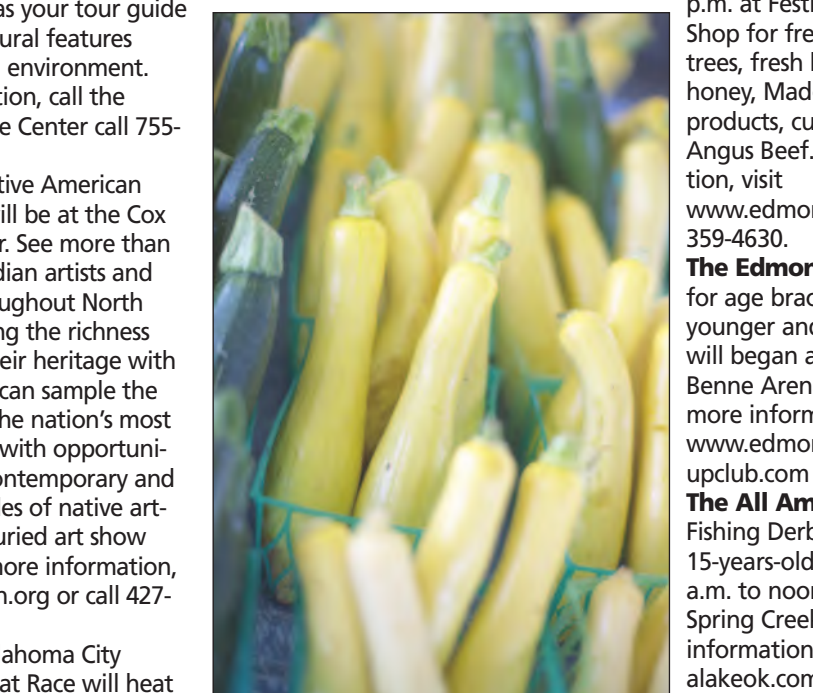 as your tour guide
ural features
environment.
tion, call the
e Center call 755-
tive American
ill be at the Cox
r. See more than
dian artists and
ughout North
ng the richness
eir heritage with
can sample the
he nation's most
with opportuni-
ontemporary and
les of native art-
uried art show
nore information,
n.org or call 427-
lahoma City
at Race will heat
p.m. at Festi
Shop for fre
trees, fresh h
honey, Mad
products, cu
Angus Beef.
tion, visit
www.edmo
359-4630.
The Edmon
for age brac
younger and
will began a
Benne Aren
more inform
www.edmo
upclub.com
The All Am
Fishing Derb
15-years-old
a.m. to noon
Spring Creel
information
alakeok.com